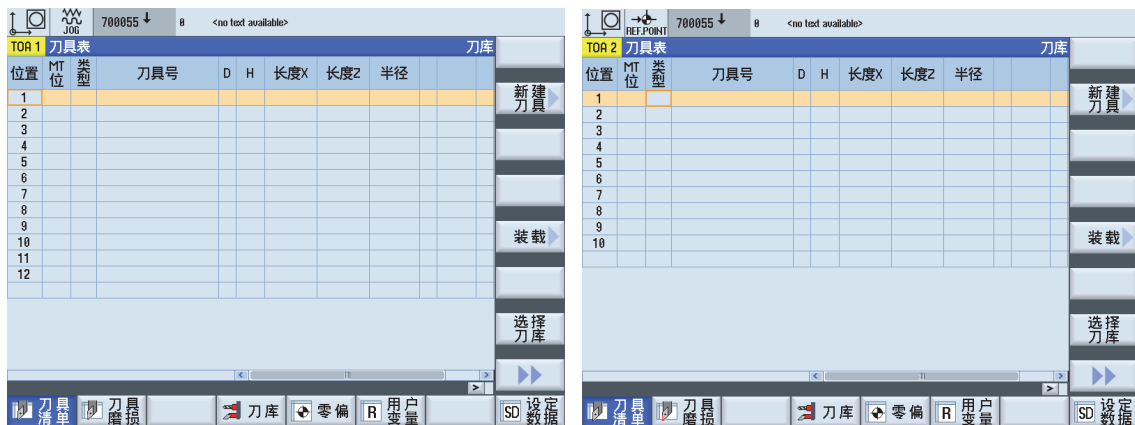 JOG 700055 0 <no text available>
TOA 1 刀具表 刀库
位置 MT位 类型 刀具号 D H 长度X 长度Z 半径
1
2
3
4
5
6
7
8
9
10
11
12
新建刀具
装载
选择刀库
刀具清单 刀具磨损 刀库 零偏 R 用户变量 SD 设定数据
REF.POINT 700055 0 <no text available>
TOA 2 刀具表 刀库
位置 MT位 类型 刀具号 D H 长度X 长度Z 半径
1
2
3
4
5
6
7
8
9
10
新建刀具
装载
选择刀库
刀具清单 刀具磨损 刀库 零偏 R 用户变量 SD 设定数据